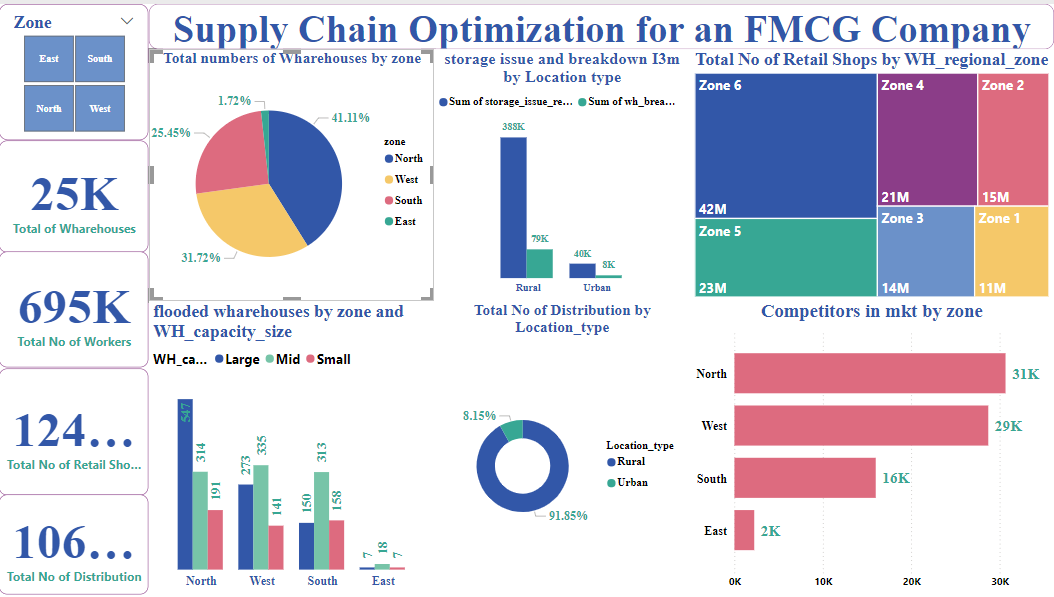 Zone
East
South
North
West
25K
Total of Wharehouses
695K
Total No of Workers
124...
Total No of Retail Sho...
106...
Total No of Distribution
Supply Chain Optimization for an FMCG Company
Total numbers of Wharehouses by zone
1.72%
41.11%
25.45%
31.72%
zone
North
West
South
East
storage issue and breakdown I3m
by Location type
Sum of storage_issue_re... Sum of wh_brea...
388K
79K
40K
8K
Rural
Urban
Total No of Retail Shops by WH_regional_zone
Zone 6
42M
Zone 4
21M
Zone 2
15M
Zone 5
23M
Zone 3
14M
Zone 1
11M
flooded wharehouses by zone and
WH_capacity_size
WH_ca... Large Mid Small
547
314
191
273
335
141
150
313
158
7
18
7
North
West
South
East
Total No of Distribution by
Location_type
8.15%
91.85%
Location_type
Rural
Urban
Competitors in mkt by zone
North
31K
West
29K
South
16K
East
2K
0K
10K
20K
30K